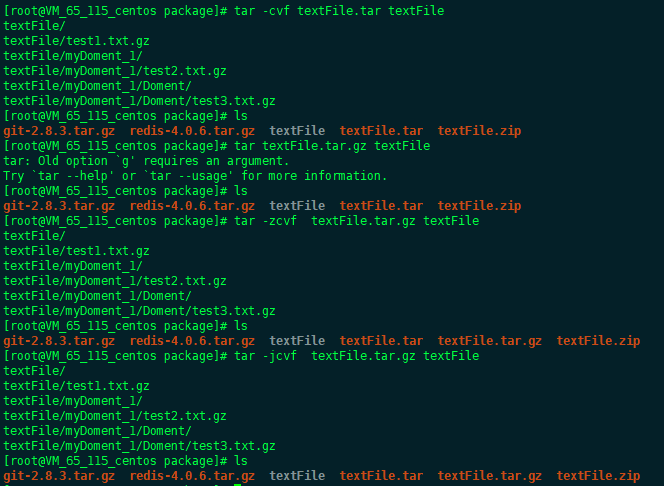 [root@VM_65_115_centos package]# tar -cvf textFile.tar textFile
textFile/
textFile/test1.txt.gz
textFile/myDoment_1/
textFile/myDoment_1/test2.txt.gz
textFile/myDoment_1/Doment/
textFile/myDoment_1/Doment/test3.txt.gz
[root@VM_65_115_centos package]# ls
git-2.8.3.tar.gz  redis-4.0.6.tar.gz  textFile  textFile.tar  textFile.zip
[root@VM_65_115_centos package]# tar textFile.tar.gz textFile
tar: Old option `g' requires an argument.
Try `tar --help' or `tar --usage' for more information.
[root@VM_65_115_centos package]# ls
git-2.8.3.tar.gz  redis-4.0.6.tar.gz  textFile  textFile.tar  textFile.zip
[root@VM_65_115_centos package]# tar -zcvf  textFile.tar.gz textFile
textFile/
textFile/test1.txt.gz
textFile/myDoment_1/
textFile/myDoment_1/test2.txt.gz
textFile/myDoment_1/Doment/
textFile/myDoment_1/Doment/test3.txt.gz
[root@VM_65_115_centos package]# ls
git-2.8.3.tar.gz  redis-4.0.6.tar.gz  textFile  textFile.tar  textFile.tar.gz  textFile.zip
[root@VM_65_115_centos package]# tar -jcvf  textFile.tar.gz textFile
textFile/
textFile/test1.txt.gz
textFile/myDoment_1/
textFile/myDoment_1/test2.txt.gz
textFile/myDoment_1/Doment/
textFile/myDoment_1/Doment/test3.txt.gz
[root@VM_65_115_centos package]# ls
git-2.8.3.tar.gz  redis-4.0.6.tar.gz  textFile  textFile.tar  textFile.tar.gz  textFile.zip